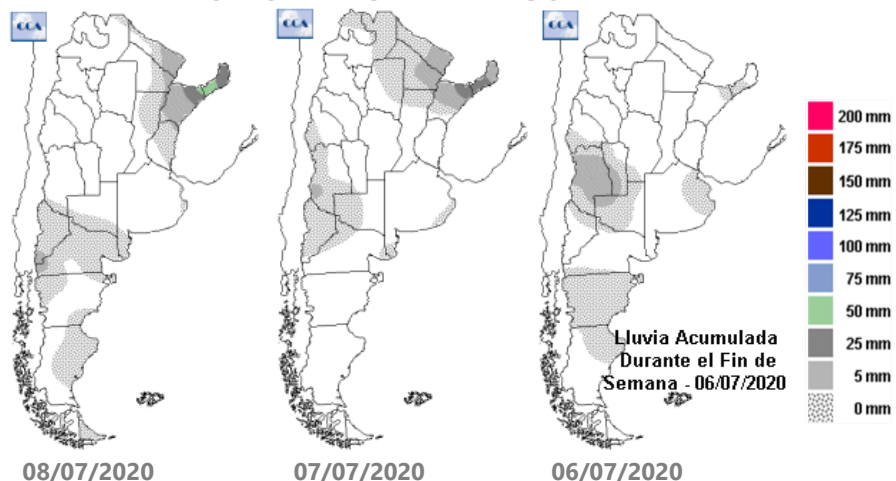 CCA
CCA
CCA
200 mm
175 mm
150 mm
125 mm
100 mm
75 mm
50 mm
25 mm
5 mm
0 mm
Lluvia Acumulada
Durante el Fin de
Semana - 06/07/2020
08/07/2020
07/07/2020
06/07/2020